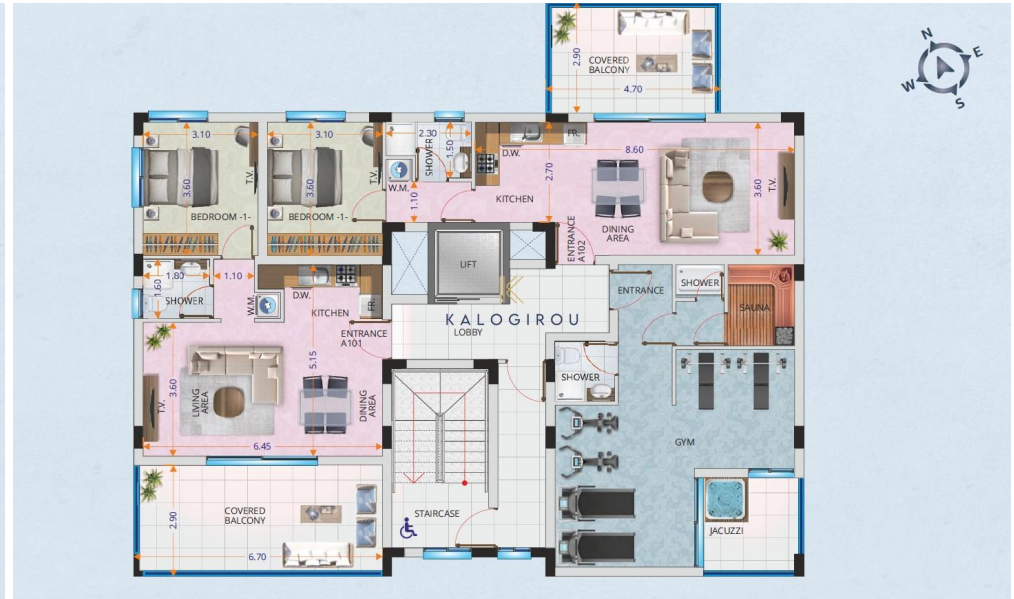 N
E
W
S
2.90
COVERED
BALCONY
4.70
3.10
3.60
T.V.
BEDROOM -1-
3.10
3.60
T.V.
BEDROOM -1-
2.30
SHOWER
1.50
W.M.
1.10
D.W.
FR.
KITCHEN
2.70
8.60
DINING
AREA
3.60
T.V.
ENTRANCE
A102
LIFT
1.80
1.60
SHOWER
1.10
W.M.
D.W.
KITCHEN
FR.
ENTRANCE
A101
5.15
KALOGIROU
LOBBY
ENTRANCE
SHOWER
SAUNA
SHOWER
3.60
T.V.
LIVING
AREA
DINING
AREA
6.45
GYM
JACUZZI
STAIRCASE
2.90
COVERED
BALCONY
6.70